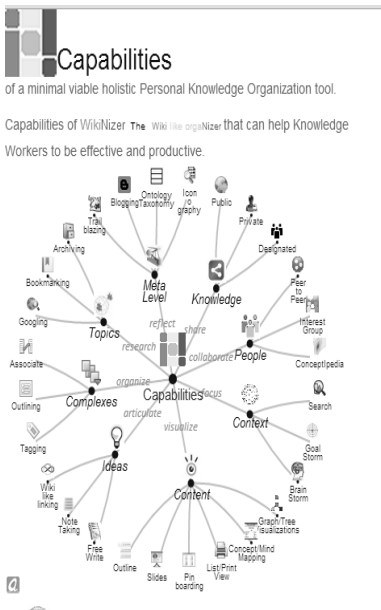 Capabilities
of a minimal viable holistic Personal Knowledge Organization tool.
Capabilities of WikiNizer The Wiki like orgaNizer that can help Knowledge
Workers to be effective and productive.
Blogging
Ontology
Taxonomy
Icon
o
graphy
Public
Trail
blazing
Private
Archiving
Designated
Bookmarking
Meta
Level
Knowledge
Peer
to
Peer
Googling
Topics
reflect
share
Interest
Group
research
collaborate
People
Associate
Conceptipedia
organize
Capabilities
focus
Complexes
Outlining
articulate
visualize
Context
Search
Tagging
Ideas
Goal
Storm
Wiki
like
linking
Content
Brain
Storm
Note
Taking
Free
Write
Graph/Tree
Visualizations
Outline
Slides
Pin
boarding
List/Print
View
Concept/Mind
Mapping
a